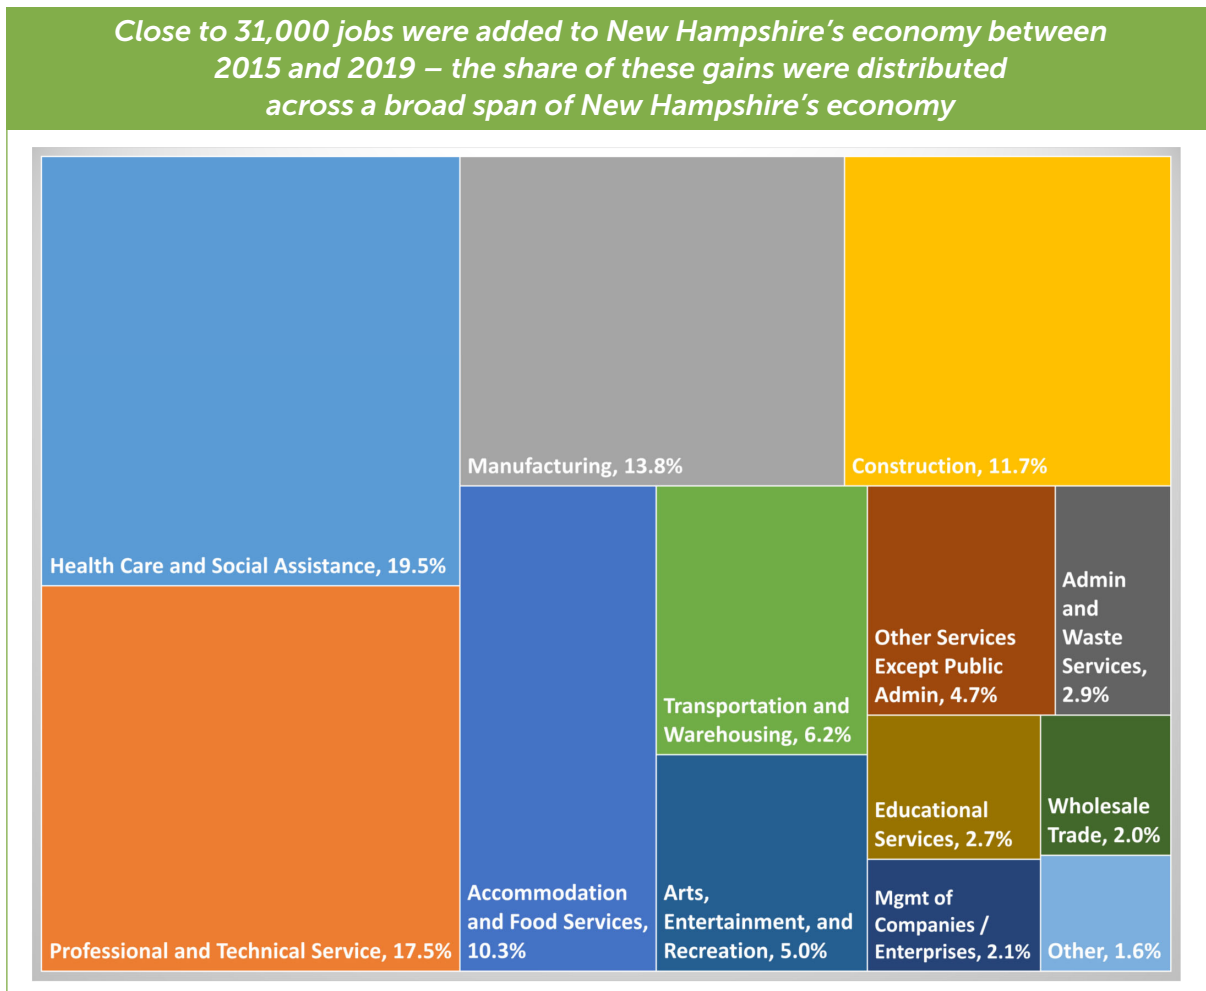 Close to 31,000 jobs were added to New Hampshire’s economy between
2015 and 2019 – the share of these gains were distributed
across a broad span of New Hampshire’s economy
Health Care and Social Assistance, 19.5%
Professional and Technical Service, 17.5%
Manufacturing, 13.8%
Construction, 11.7%
Accommodation
and Food Services,
10.3%
Transportation and
Warehousing, 6.2%
Arts,
Entertainment, and
Recreation, 5.0%
Other Services
Except Public
Admin, 4.7%
Admin
and
Waste
Services,
2.9%
Educational
Services, 2.7%
Wholesale
Trade, 2.0%
Mgmt of
Companies /
Enterprises, 2.1%
Other, 1.6%